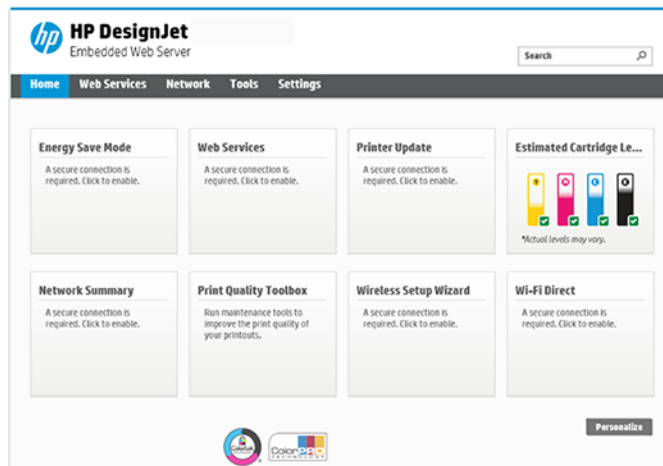 hp
HP DesignJet
Embedded Web Server
Search
Home Web Services Network Tools Settings
Energy Save Mode
A secure connection is
required. Click to enable.
Web Services
A secure connection is
required. Click to enable.
Printer Update
A secure connection is
required. Click to enable.
Estimated Cartridge Le...
Y M C K
*Actual levels may vary.
Network Summary
A secure connection is
required. Click to enable.
Print Quality Toolbox
Run maintenance tools to
improve the print quality of
your printouts.
Wireless Setup Wizard
A secure connection is
required. Click to enable.
Wi-Fi Direct
A secure connection is
required. Click to enable.
Personalize
ColorLok
ColorPRO
TECHNOLOGY